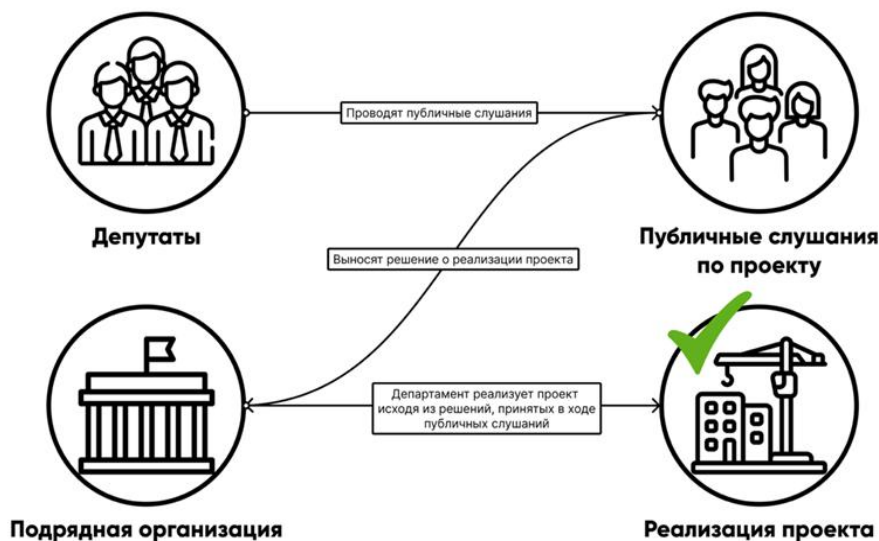 Проводят публичные слушания
Депутаты
Публичные слушания
по проекту
Выносят решение о реализации проекта
Департамент реализует проект
исходя из решений, принятых в ходе
публичных слушаний
Подрядная организация
Реализация проекта